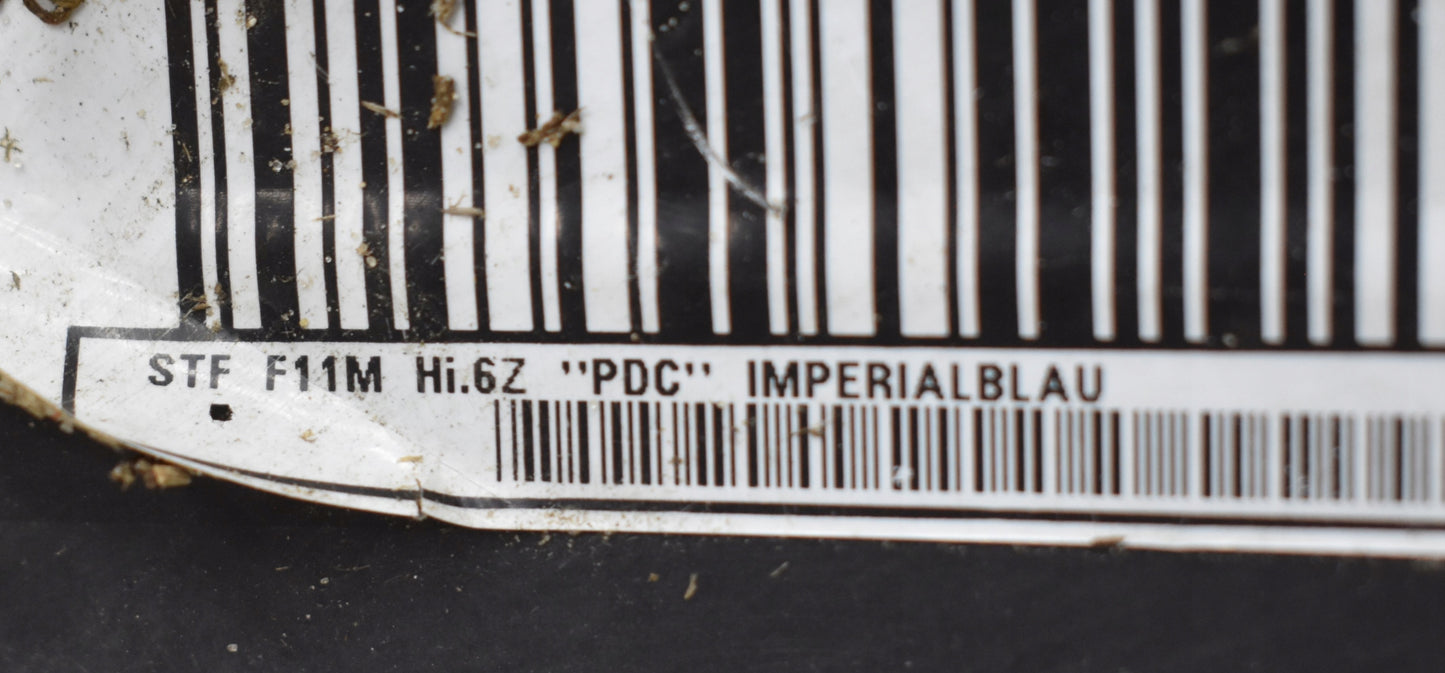 STF F11M Hi.6Z "PDC" IMPERIALBLAU